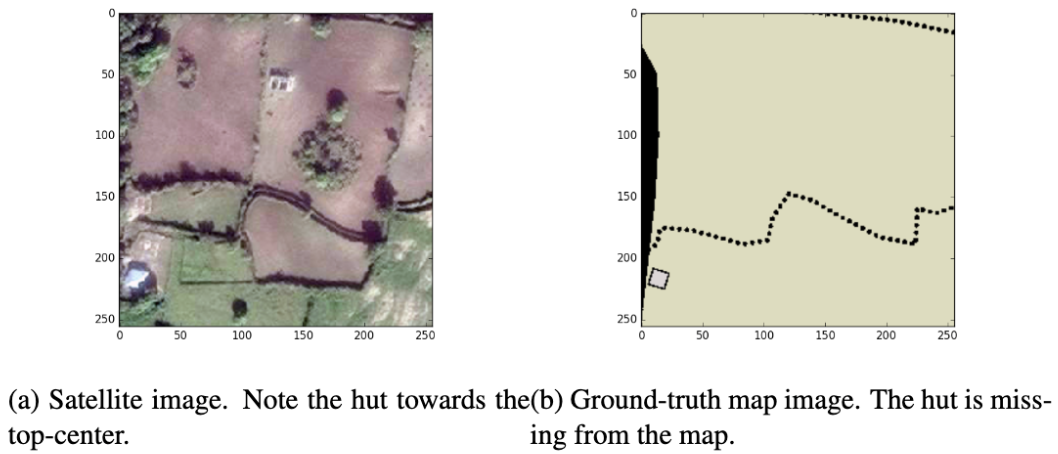 0
50
100
150
200
250
0 50 100 150 200 250
0
50
100
150
200
250
0 50 100 150 200 250
(a) Satellite image. Note the hut towards the
top-center.
(b) Ground-truth map image. The hut is miss-
ing from the map.